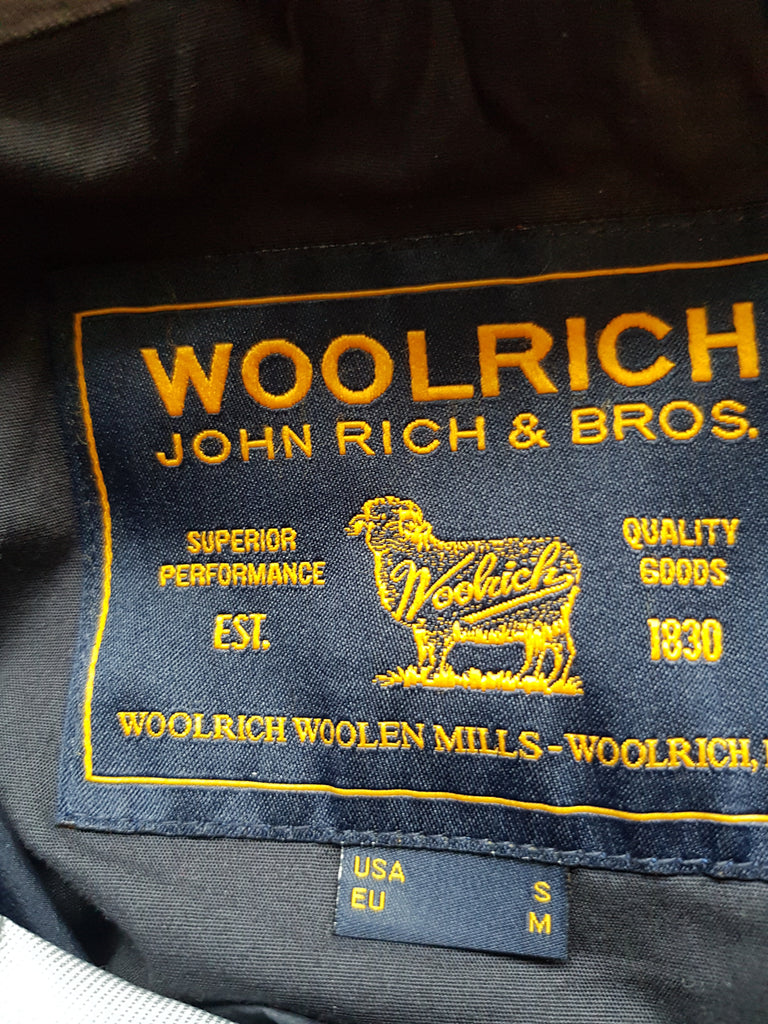 WOOLRICH
JOHN RICH & BROS.
SUPERIOR
PERFORMANCE
EST.
Woolrich
QUALITY
GOODS
1830
WOOLRICH WOOLEN MILLS-WOOLRICH,
USA S
EU M